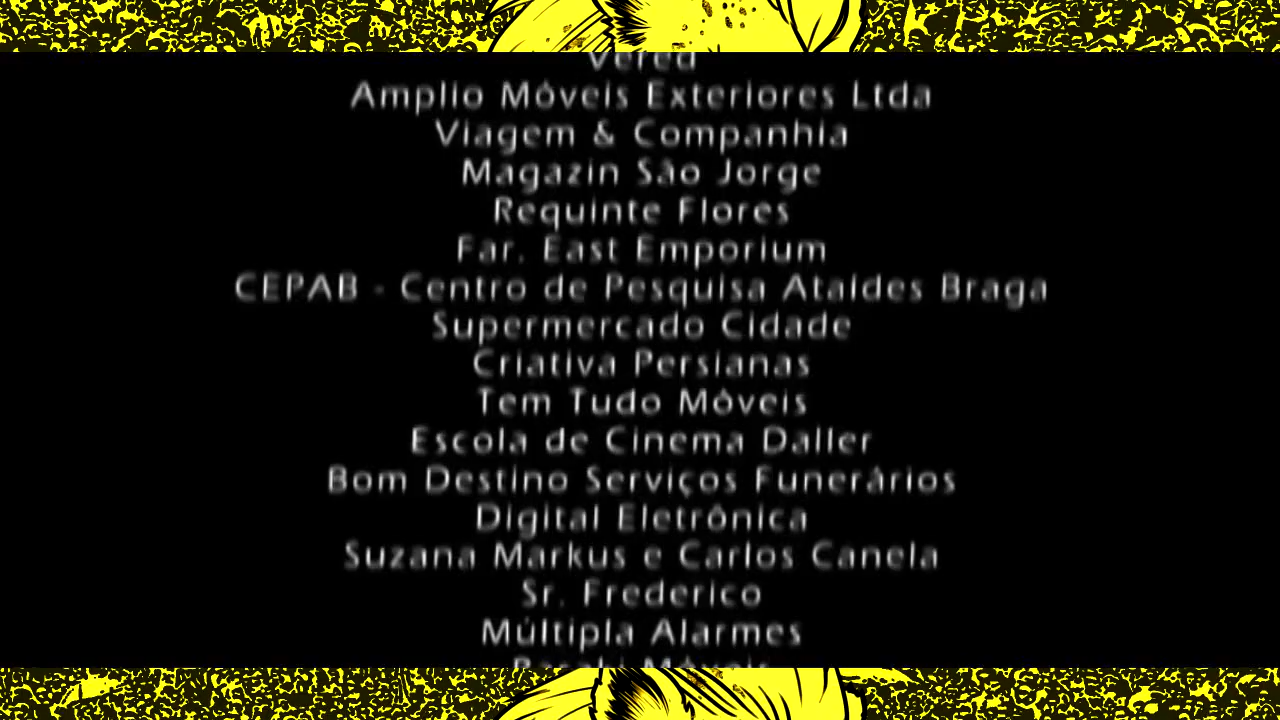 Vered
Amplio Móveis Exteriores Ltda
Viagem & Companhia
Magazin São Jorge
Requinte Flores
Far. East Emporium
CEPAB - Centro de Pesquisa Ataídes Braga
Supermercado Cidade
Criativa Persianas
Tem Tudo Móveis
Escola de Cinema Daller
Bom Destino Serviços Funerários
Digital Eletrônica
Suzana Markus e Carlos Canela
Sr. Frederico
Múltipla Alarmes
Móveis